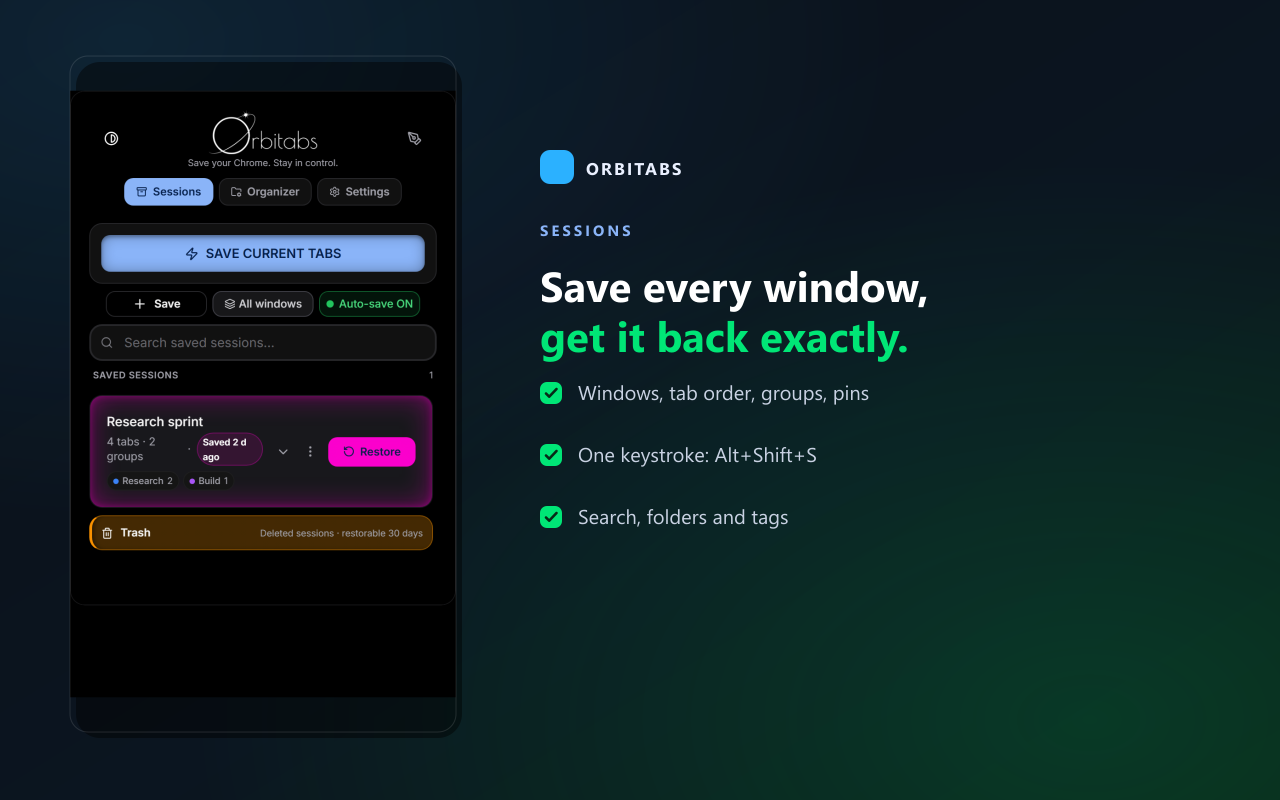 Orbitabs
Save your Chrome. Stay in control.
Sessions
Organizer
Settings
SAVE CURRENT TABS
Save
All windows
Auto-save ON
Search saved sessions...
SAVED SESSIONS
1
Research sprint
4 tabs · 2
groups
·
Saved 2 d
ago
Restore
Research 2
Build 1
Trash
Deleted sessions · restorable 30 days
ORBITABS
SESSIONS
Save every window,
get it back exactly.
Windows, tab order, groups, pins
One keystroke: Alt+Shift+S
Search, folders and tags